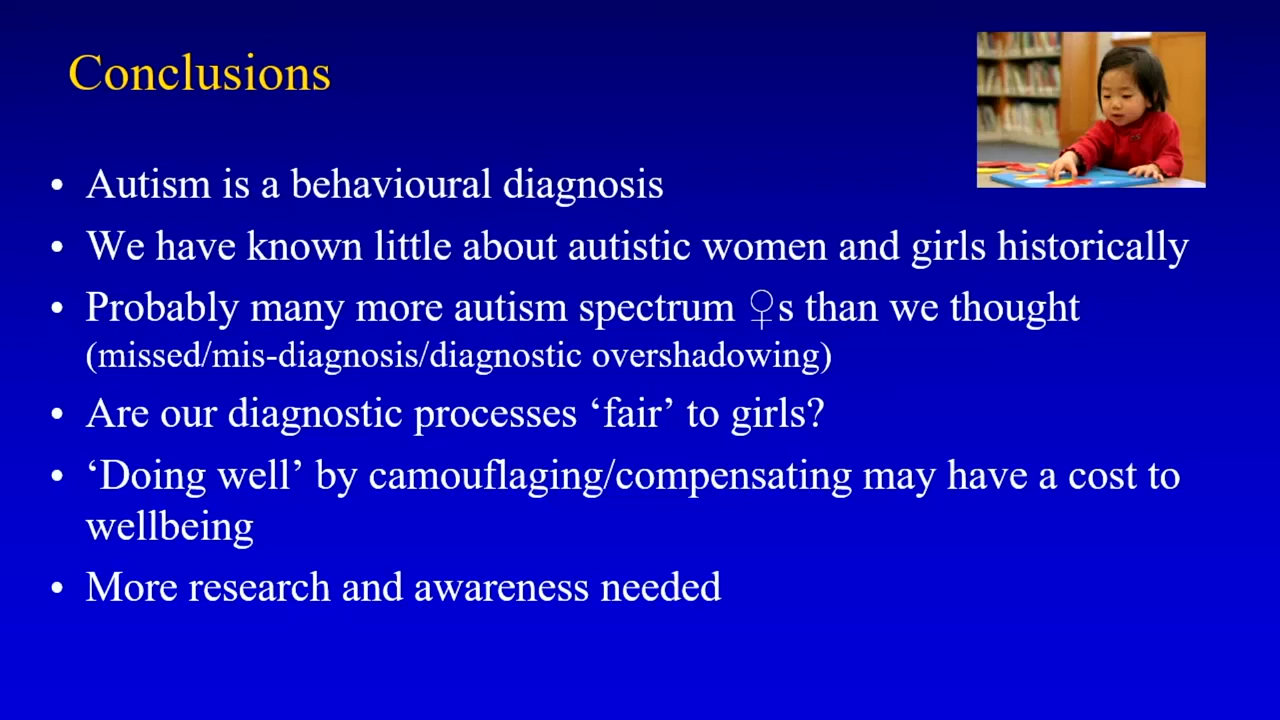 Conclusions
• Autism is a behavioural diagnosis
• We have known little about autistic women and girls historically
• Probably many more autism spectrum ♀s than we thought
(missed/mis-diagnosis/diagnostic overshadowing)
• Are our diagnostic processes ‘fair’ to girls?
• ‘Doing well’ by camouflaging/compensating may have a cost to
wellbeing
• More research and awareness needed